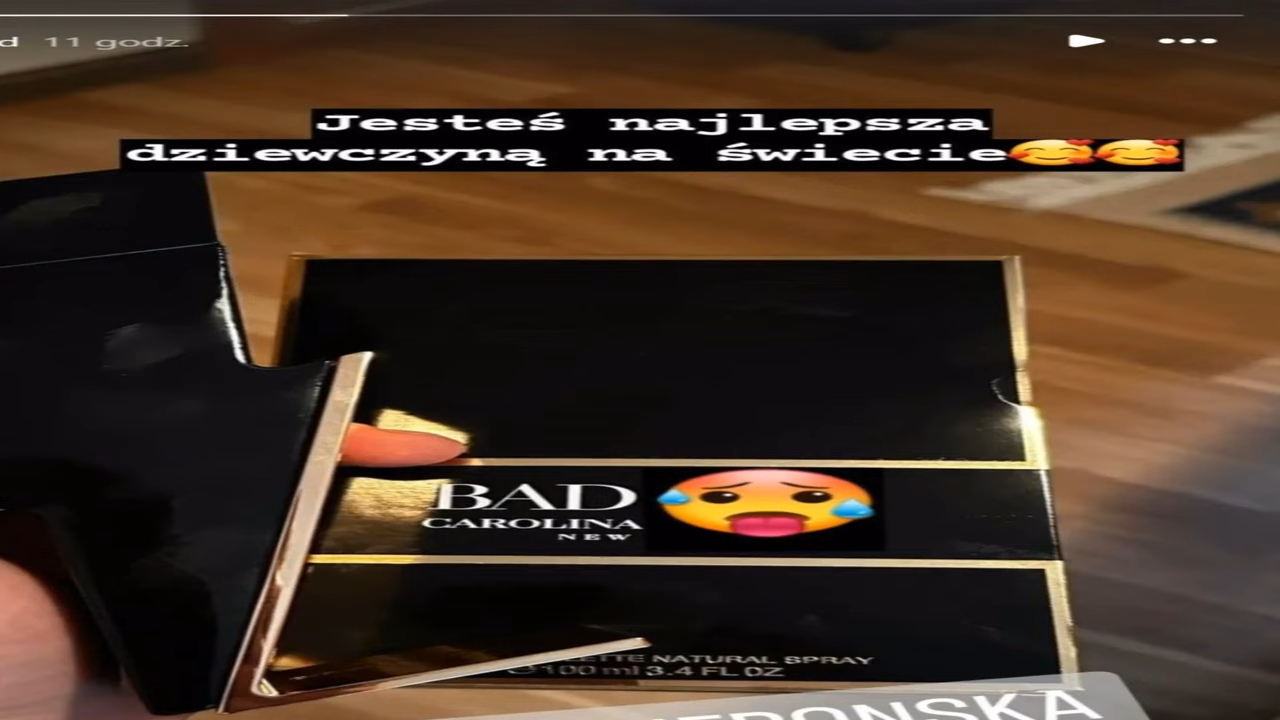 11 godz.
Jesteś najlepsza
dziewczyną na świecie🥰🥰
BAD
CAROLINA
NEW
NATURAL SPRAY
100 ml 3.4 FL OZ